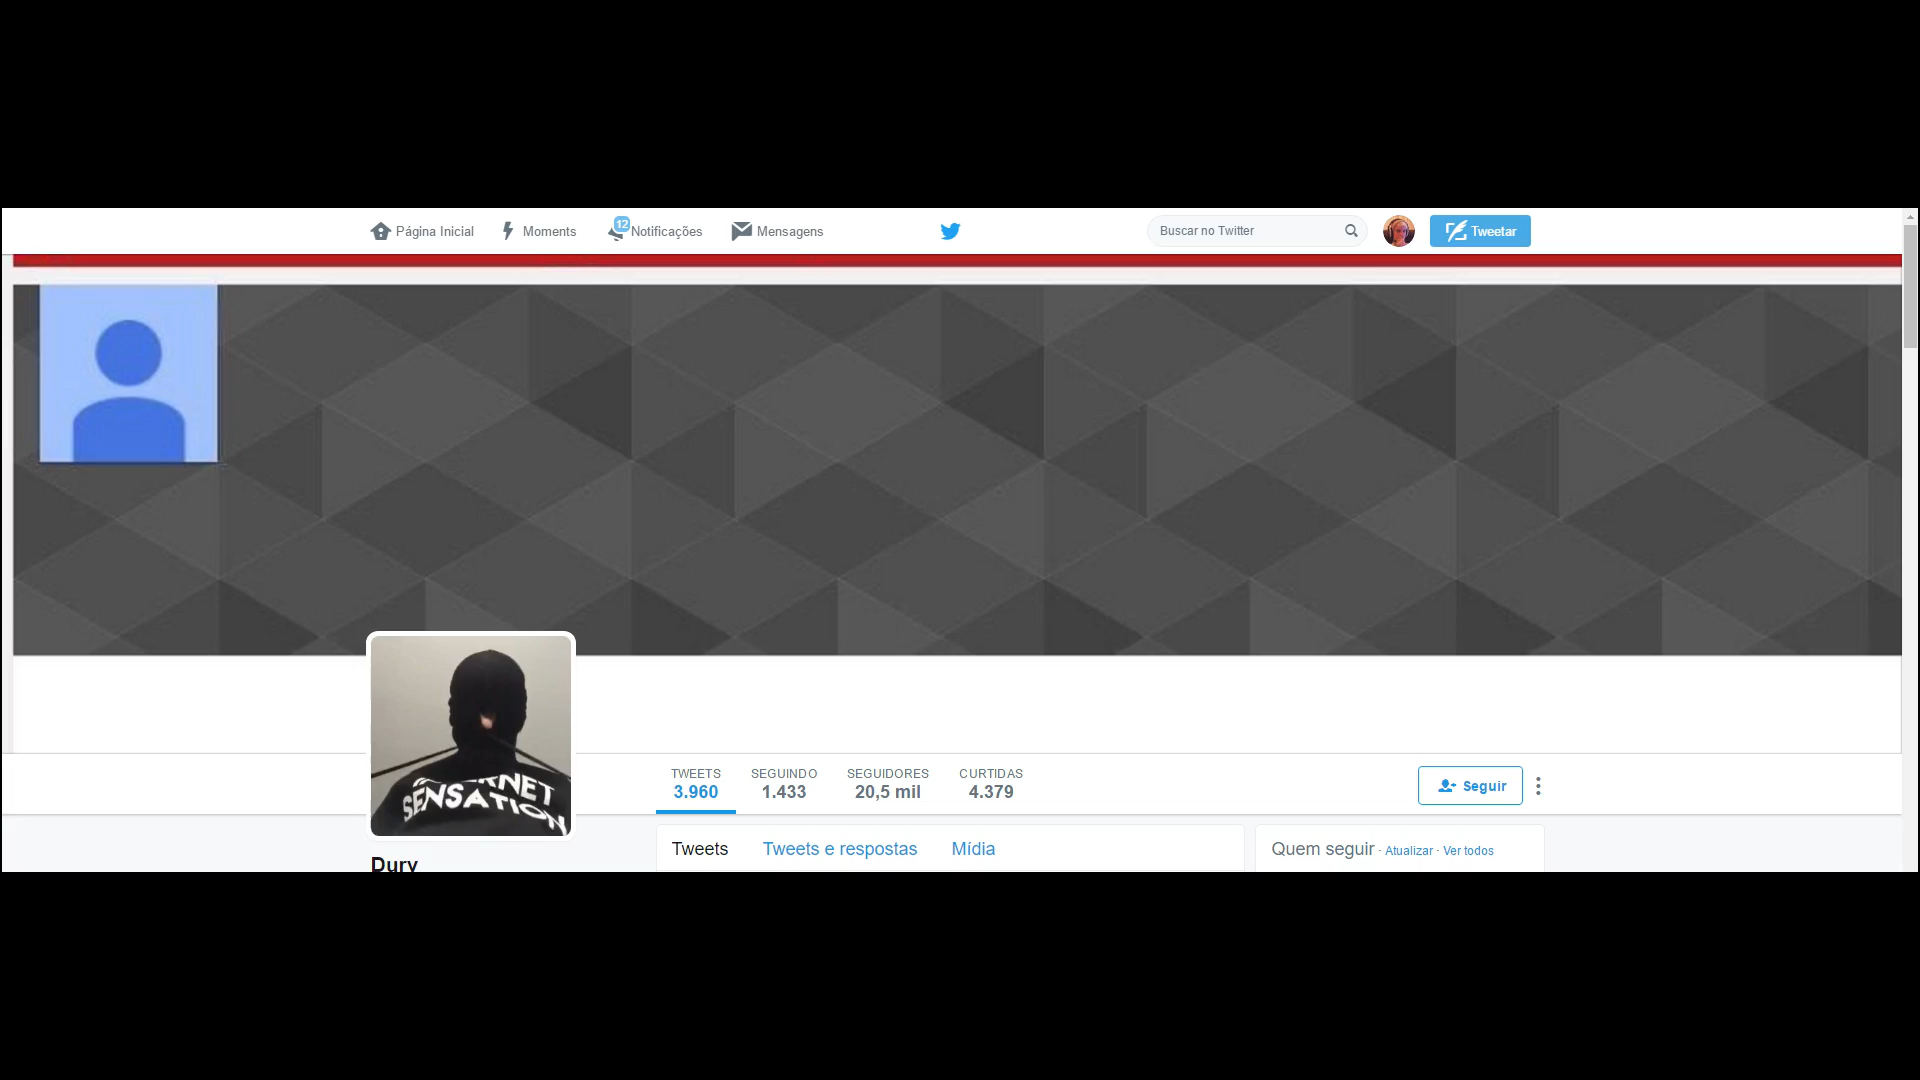 Página Inicial Moments 12 Notificações Mensagens Buscar no Twitter Tweetar
SENSATION
TWEETS SEGUINDO SEGUIDORES CURTIDAS
3.960 1.433 20,5 mil 4.379
Seguir
Tweets Tweets e respostas Mídia
Quem seguir · Atualizar · Ver todos
Dury